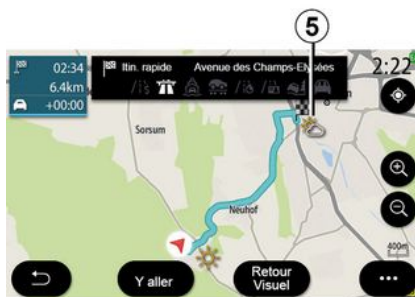 5
02:34
6.4km
+00:00
Itin. rapide Avenue des Champs-Elysées
2:22
Sorsum
Neuhof
400m
Y aller
Retour
Visuel